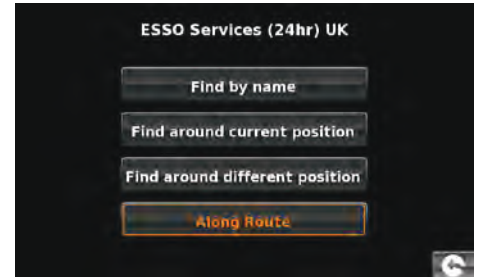 ESSO Services (24hr) UK
Find by name
Find around current position
Find around different position
Along Route